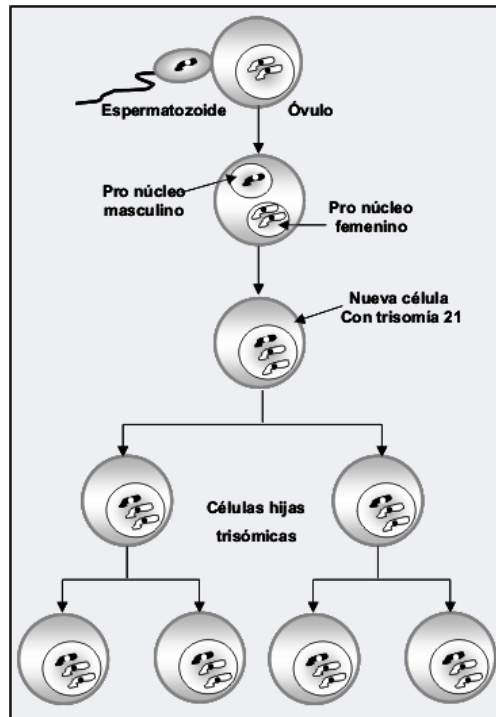 Espermatozoide
Óvulo
Pro núcleo
masculino
Pro núcleo
femenino
Nueva célula
Con trisomía 21
Células hijas
trisómicas